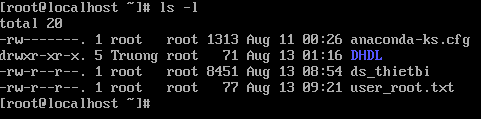 [root@localhost ~]# ls -l
total 20
-rw-------. 1 root   root 1313 Aug 11 00:26 anaconda-ks.cfg
drwxr-xr-x. 5 Truong root   71 Aug 13 01:16 DHDL
-rw-r--r--. 1 root   root 8451 Aug 13 08:54 ds_thietbi
-rw-r--r--. 1 root   root   77 Aug 13 09:21 user_root.txt
[root@localhost ~]#